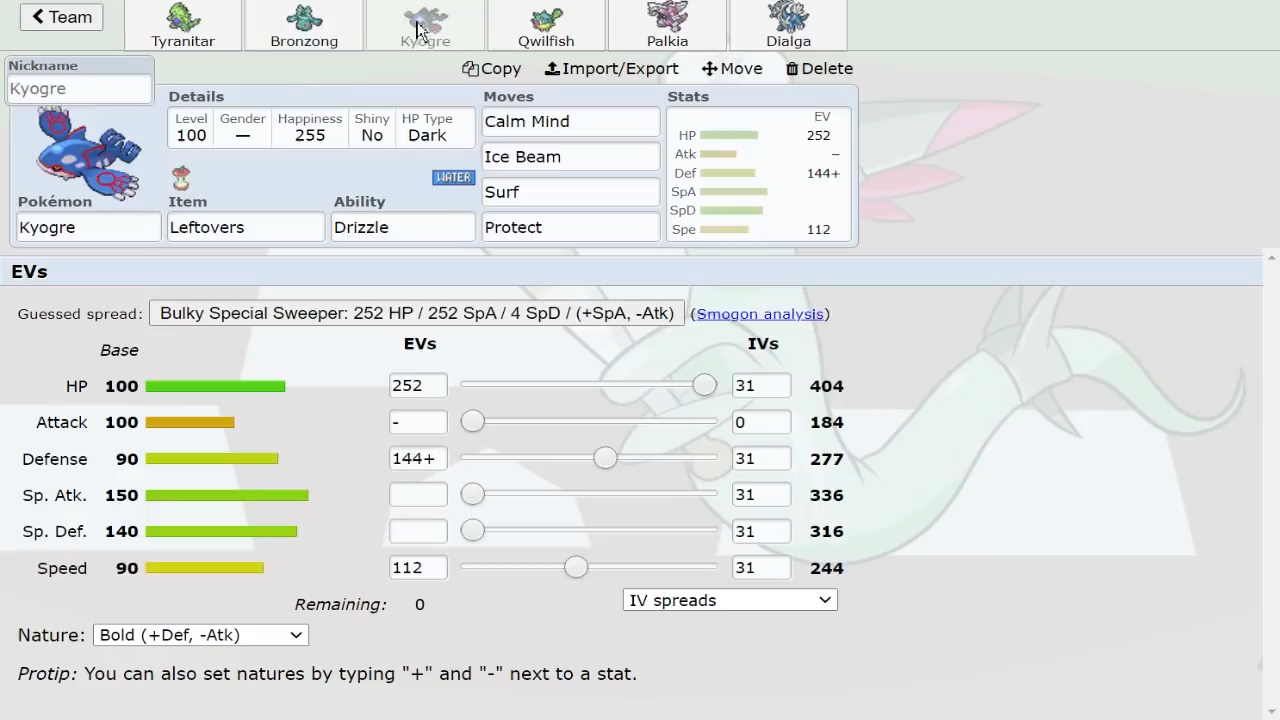 Team
Tyranitar
Bronzong
Kyogre
Qwilfish
Palkia
Dialga
Copy
Import/Export
Move
Delete
Nickname
Kyogre
Details
Level
100
Gender
—
Happiness
255
Shiny
No
HP Type
Dark
WATER
Pokémon
Kyogre
Item
Leftovers
Ability
Drizzle
Moves
Calm Mind
Ice Beam
Surf
Protect
Stats
EV
HP 252
Atk –
Def 144+
SpA
SpD
Spe 112
EVs
Guessed spread: Bulky Special Sweeper: 252 HP / 252 SpA / 4 SpD / (+SpA, -Atk) (Smogon analysis)
Base EVs IVs
HP 100 252 31 404
Attack 100 - 0 184
Defense 90 144+ 31 277
Sp. Atk. 150 31 336
Sp. Def. 140 31 316
Speed 90 112 31 244
Remaining: 0
IV spreads
Nature: Bold (+Def, -Atk)
Protip: You can also set natures by typing "+" and "-" next to a stat.